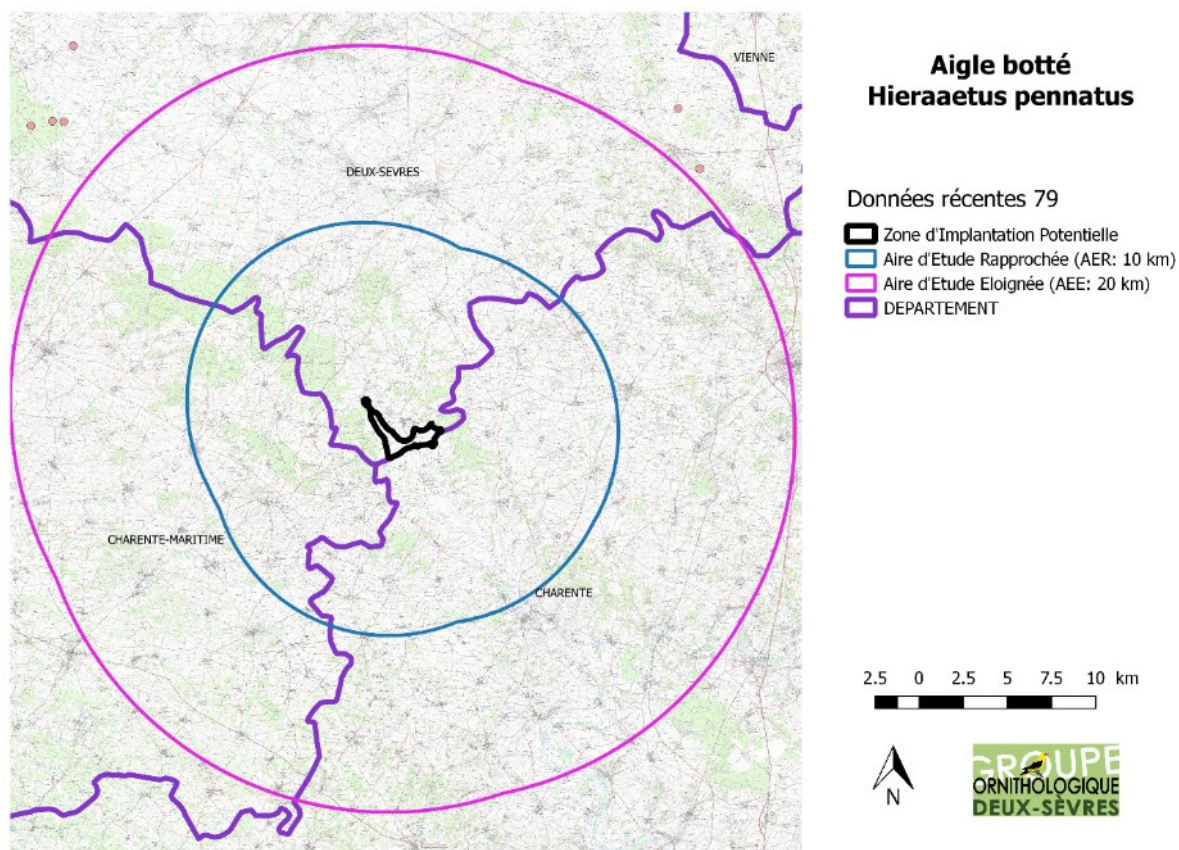 VIENNE
DEUX-SÈVRES
CHARENTE-MARITIME
CHARENTE
Aigle botté
Hieraaetus pennatus
Données récentes 79
Zone d'Implantation Potentielle
Aire d'Etude Rapprochée (AER: 10 km)
Aire d'Etude Eloignée (AEE: 20 km)
DEPARTEMENT
2.5 0 2.5 5 7.5 10 km
N
GROUPE
ORNITHOLOGIQUE
DEUX-SÈVRES